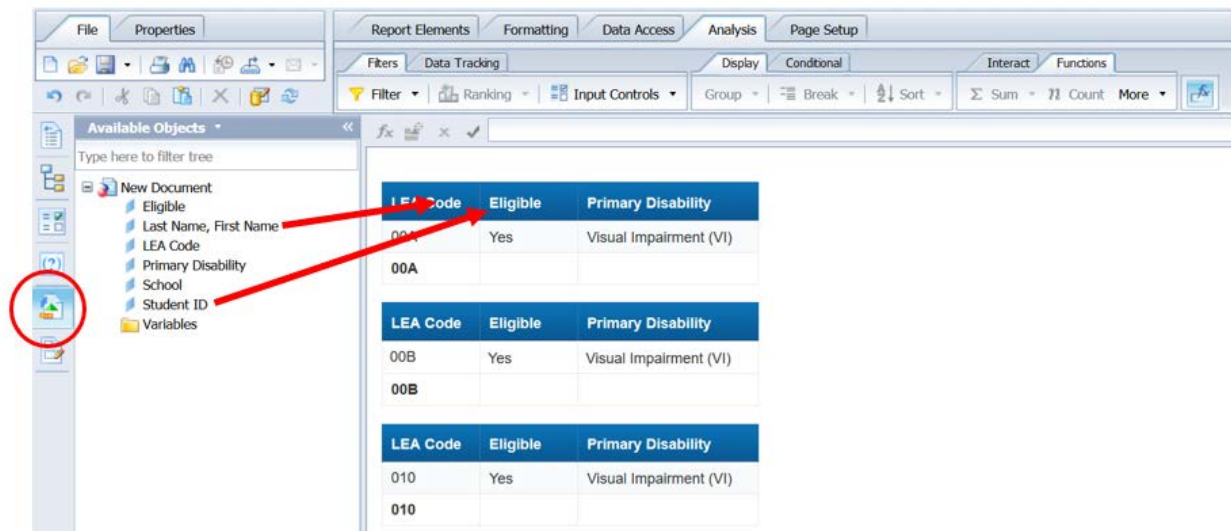 File Properties Report Elements Formatting Data Access Analysis Page Setup
Filters Data Tracking Display Conditional Interact Functions
Filter Ranking Input Controls Group Break Sort Σ Sum Count More
Available Objects
Type here to filter tree
New Document
Eligible
Last Name, First Name
LEA Code
Primary Disability
School
Student ID
Variables
LEA Code Eligible Primary Disability
00A Yes Visual Impairment (VI)
00A
LEA Code Eligible Primary Disability
00B Yes Visual Impairment (VI)
00B
LEA Code Eligible Primary Disability
010 Yes Visual Impairment (VI)
010